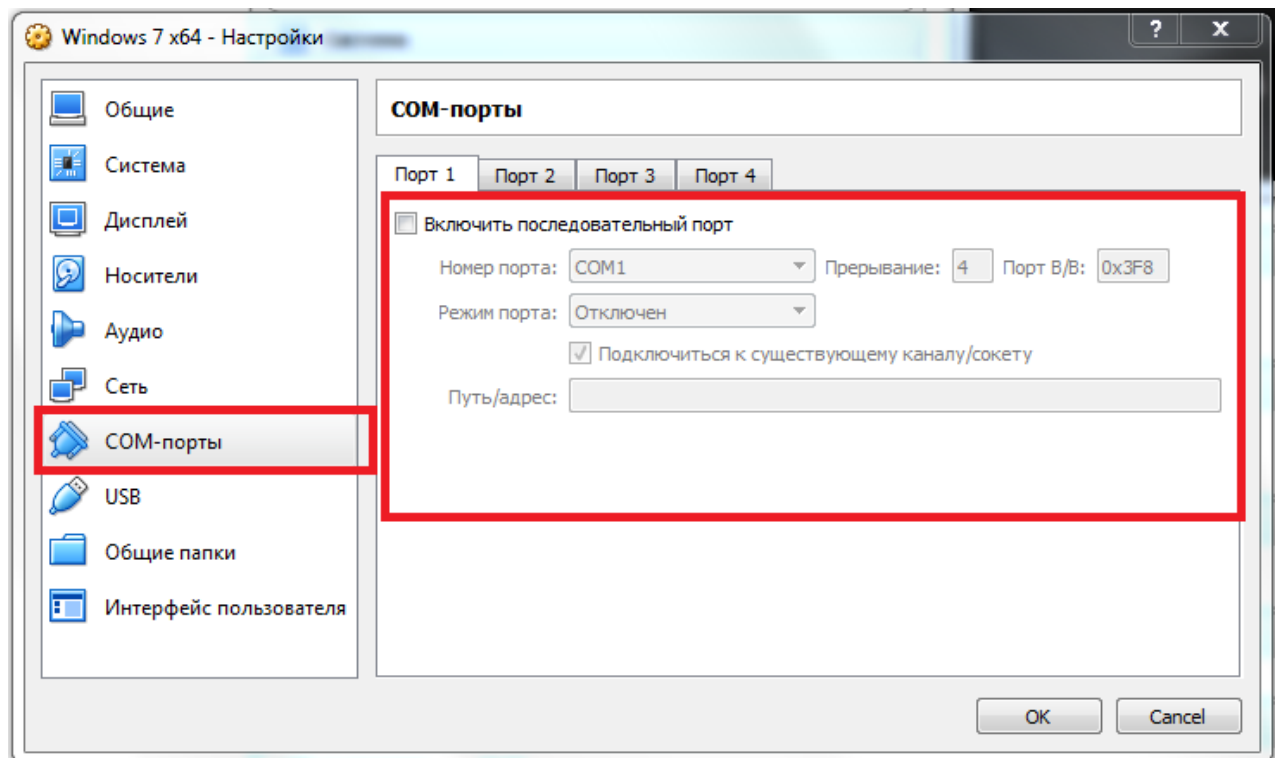 Windows 7 x64 - Настройки
?
x
Общие
Система
Дисплей
Носители
Аудио
Сеть
COM-порты
USB
Общие папки
Интерфейс пользователя
COM-порты
Порт 1 Порт 2 Порт 3 Порт 4
Включить последовательный порт
Номер порта: COM1 Прерывание: 4 Порт В/В: 0x3F8
Режим порта: Отключен
Подключиться к существующему каналу/сокету
Путь/адрес:
OK Cancel